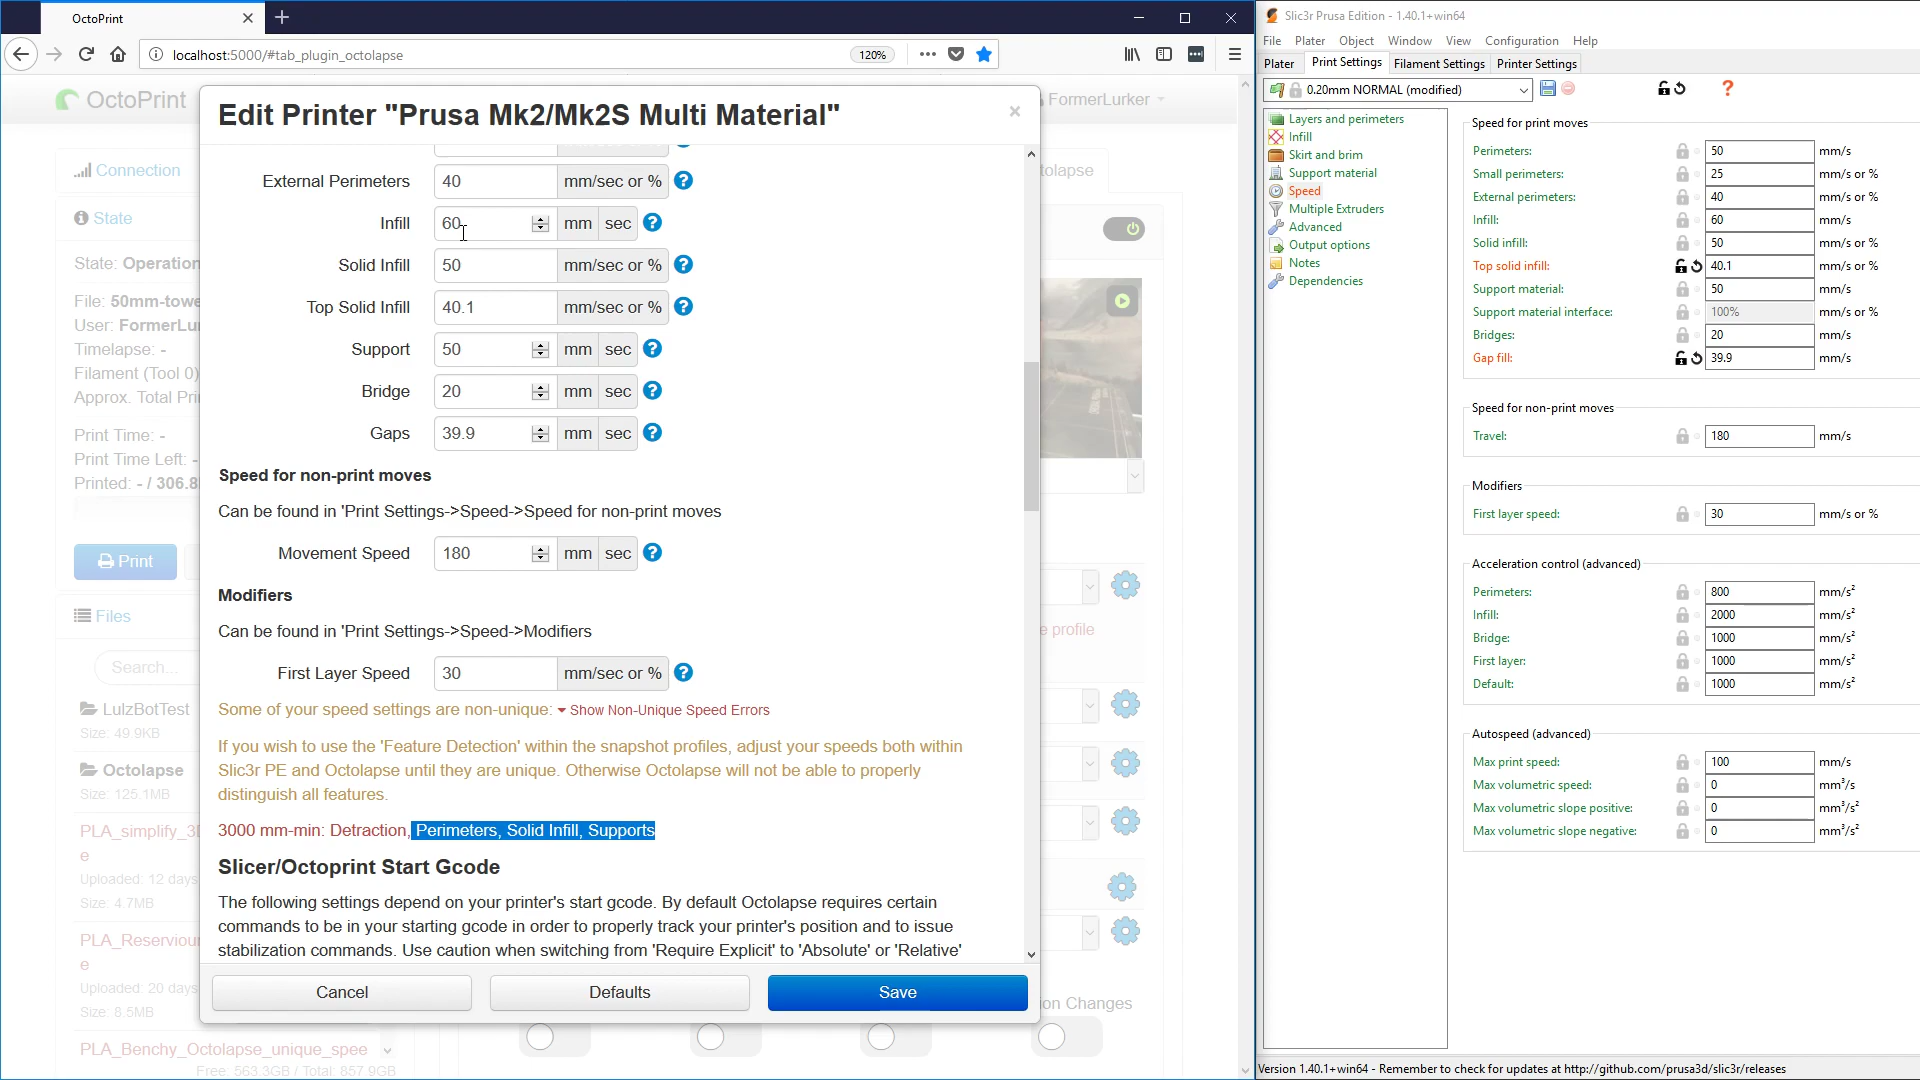 OctoPrint
localhost:5000/#tab_plugin_octolapse
120%
OctoPrint
FormerLurker
Connection
State
State: Operation
File: 50mm-towe
User: FormerLu
Timelapse: -
Filament (Tool 0)
Approx. Total Pri
Print Time: -
Print Time Left: -
Printed: - / 306.8
Print
Files
Search...
LulzBotTest
Size: 49.9KB
Octolapse
Size: 125.1MB
PLA_simplify_3
e
Uploaded: 12 days
Size: 4.7MB
PLA_Reserviour
e
Uploaded: 20 days
Size: 8.5MB
PLA_Benchy_Octolapse_unique_spee
Free: 563.3GB / Total: 857.9GB
tolapse
e profile
on Changes
Edit Printer "Prusa Mk2/Mk2S Multi Material"
External Perimeters 40 mm/sec or %
Infill 60 mm sec
Solid Infill 50 mm/sec or %
Top Solid Infill 40.1 mm/sec or %
Support 50 mm sec
Bridge 20 mm sec
Gaps 39.9 mm sec
Speed for non-print moves
Can be found in 'Print Settings->Speed->Speed for non-print moves
Movement Speed 180 mm sec
Modifiers
Can be found in 'Print Settings->Speed->Modifiers
First Layer Speed 30 mm/sec or %
Some of your speed settings are non-unique: Show Non-Unique Speed Errors
If you wish to use the 'Feature Detection' within the snapshot profiles, adjust your speeds both within
Slic3r PE and Octolapse until they are unique. Otherwise Octolapse will not be able to properly
distinguish all features.
3000 mm-min: Detraction, Perimeters, Solid Infill, Supports
Slicer/Octoprint Start Gcode
The following settings depend on your printer's start gcode. By default Octolapse requires certain
commands to be in your starting gcode in order to properly track your printer's position and to issue
stabilization commands. Use caution when switching from 'Require Explicit' to 'Absolute' or 'Relative'
Cancel Defaults Save
Slic3r Prusa Edition - 1.40.1+win64
File Plater Object Window View Configuration Help
Plater Print Settings Filament Settings Printer Settings
0.20mm NORMAL (modified)
Layers and perimeters
Infill
Skirt and brim
Support material
Speed
Multiple Extruders
Advanced
Output options
Notes
Dependencies
Speed for print moves
Perimeters: 50 mm/s
Small perimeters: 25 mm/s or %
External perimeters: 40 mm/s or %
Infill: 60 mm/s
Solid infill: 50 mm/s or %
Top solid infill: 40.1 mm/s or %
Support material: 50 mm/s
Support material interface: 100% mm/s or %
Bridges: 20 mm/s
Gap fill: 39.9 mm/s
Speed for non-print moves
Travel: 180 mm/s
Modifiers
First layer speed: 30 mm/s or %
Acceleration control (advanced)
Perimeters: 800 mm/s²
Infill: 2000 mm/s²
Bridge: 1000 mm/s²
First layer: 1000 mm/s²
Default: 1000 mm/s²
Autospeed (advanced)
Max print speed: 100 mm/s
Max volumetric speed: 0 mm³/s
Max volumetric slope positive: 0 mm³/s²
Max volumetric slope negative: 0 mm³/s²
Version 1.40.1+win64 - Remember to check for updates at http://github.com/prusa3d/slic3r/releases